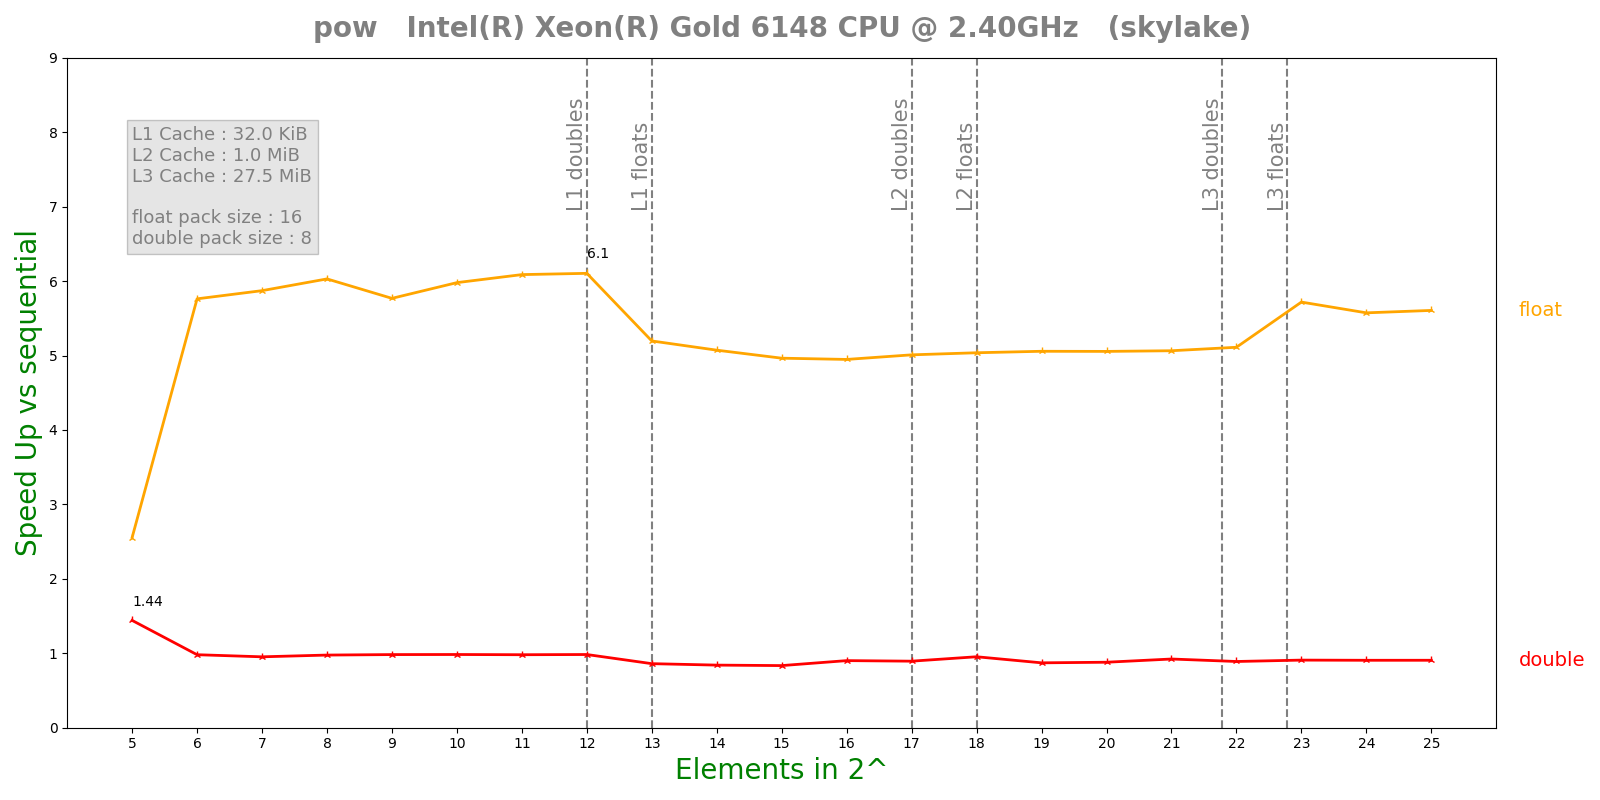 pow   Intel(R) Xeon(R) Gold 6148 CPU @ 2.40GHz   (skylake)
Speed Up vs sequential
9
8
7
6
5
4
3
2
1
0
L1 Cache : 32.0 KiB
L2 Cache : 1.0 MiB
L3 Cache : 27.5 MiB
float pack size : 16
double pack size : 8
L1 doubles
L1 floats
L2 doubles
L2 floats
L3 doubles
L3 floats
6.1
1.44
float
double
5 6 7 8 9 10 11 12 13 14 15 16 17 18 19 20 21 22 23 24 25
Elements in 2^